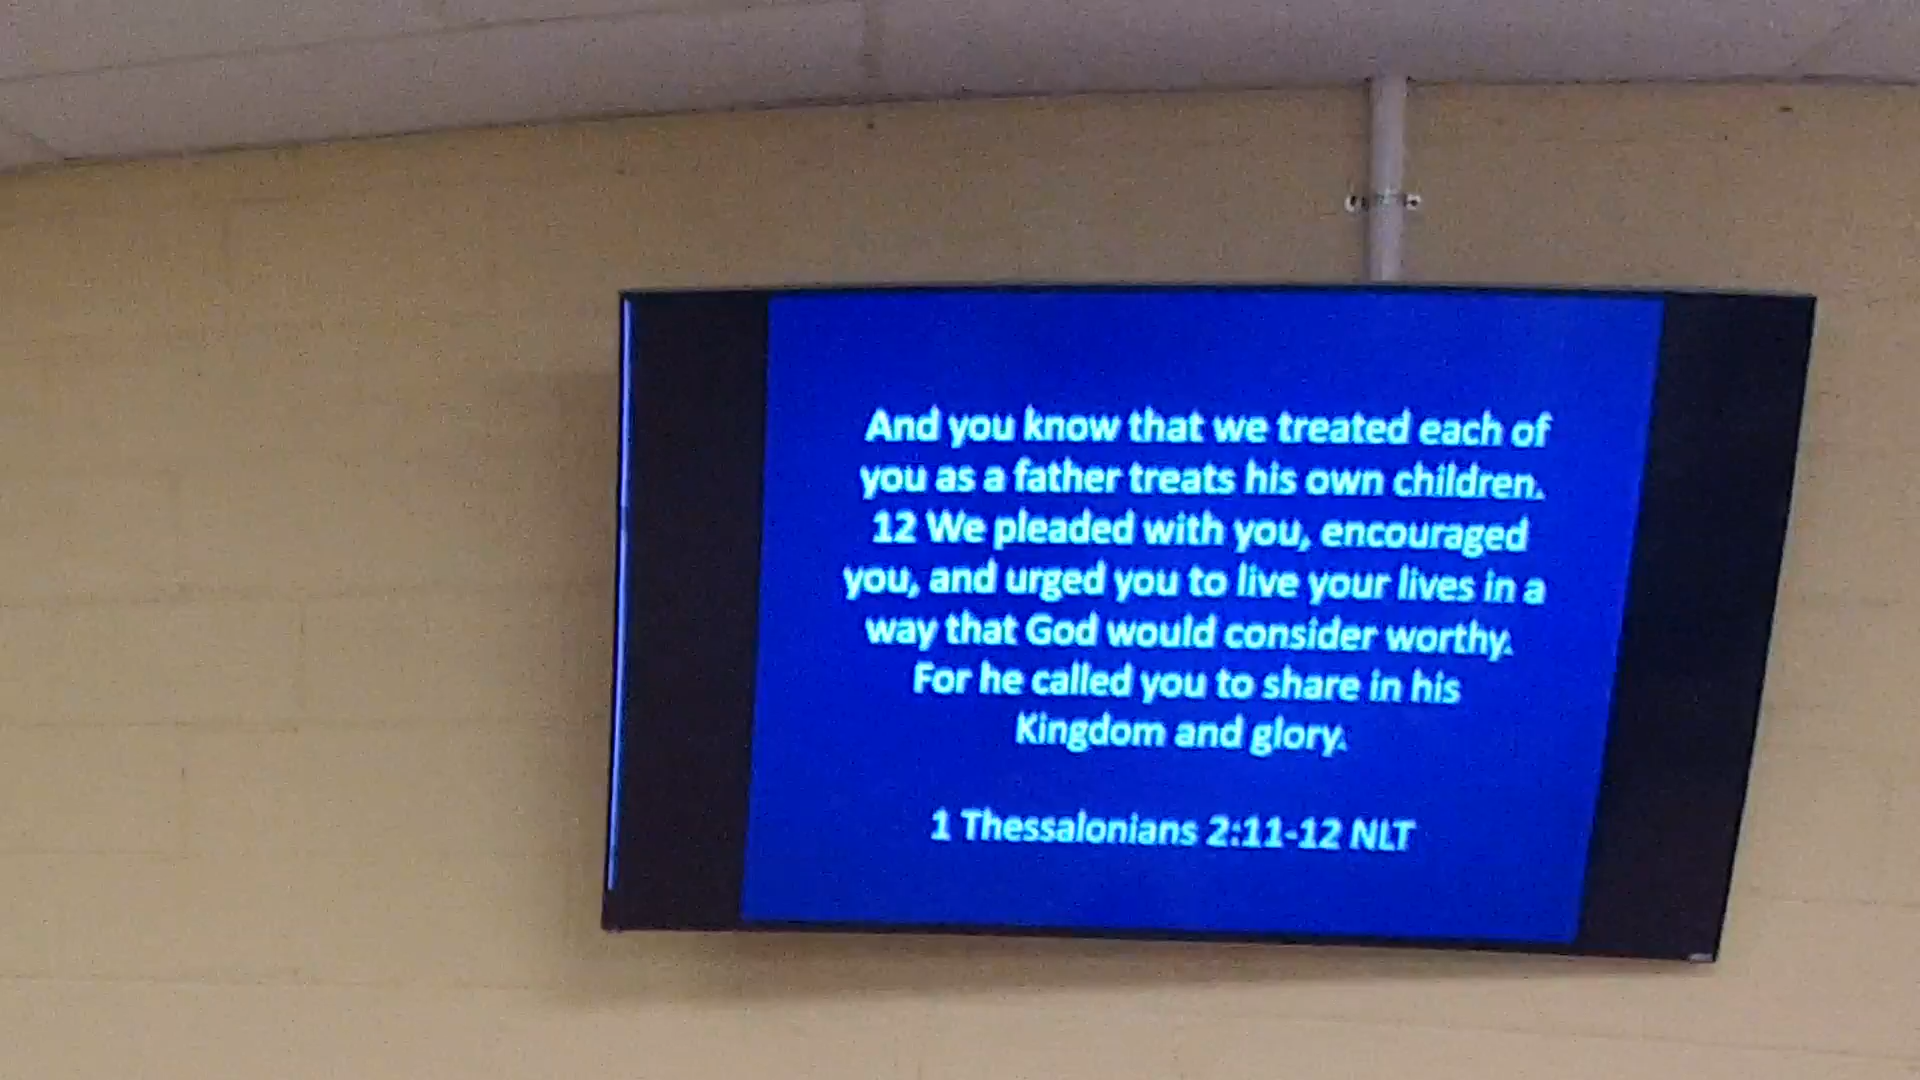 And you know that we treated each of
you as a father treats his own children.
12 We pleaded with you, encouraged
you, and urged you to live your lives in a
way that God would consider worthy.
For he called you to share in his
Kingdom and glory.
1 Thessalonians 2:11-12 NLT